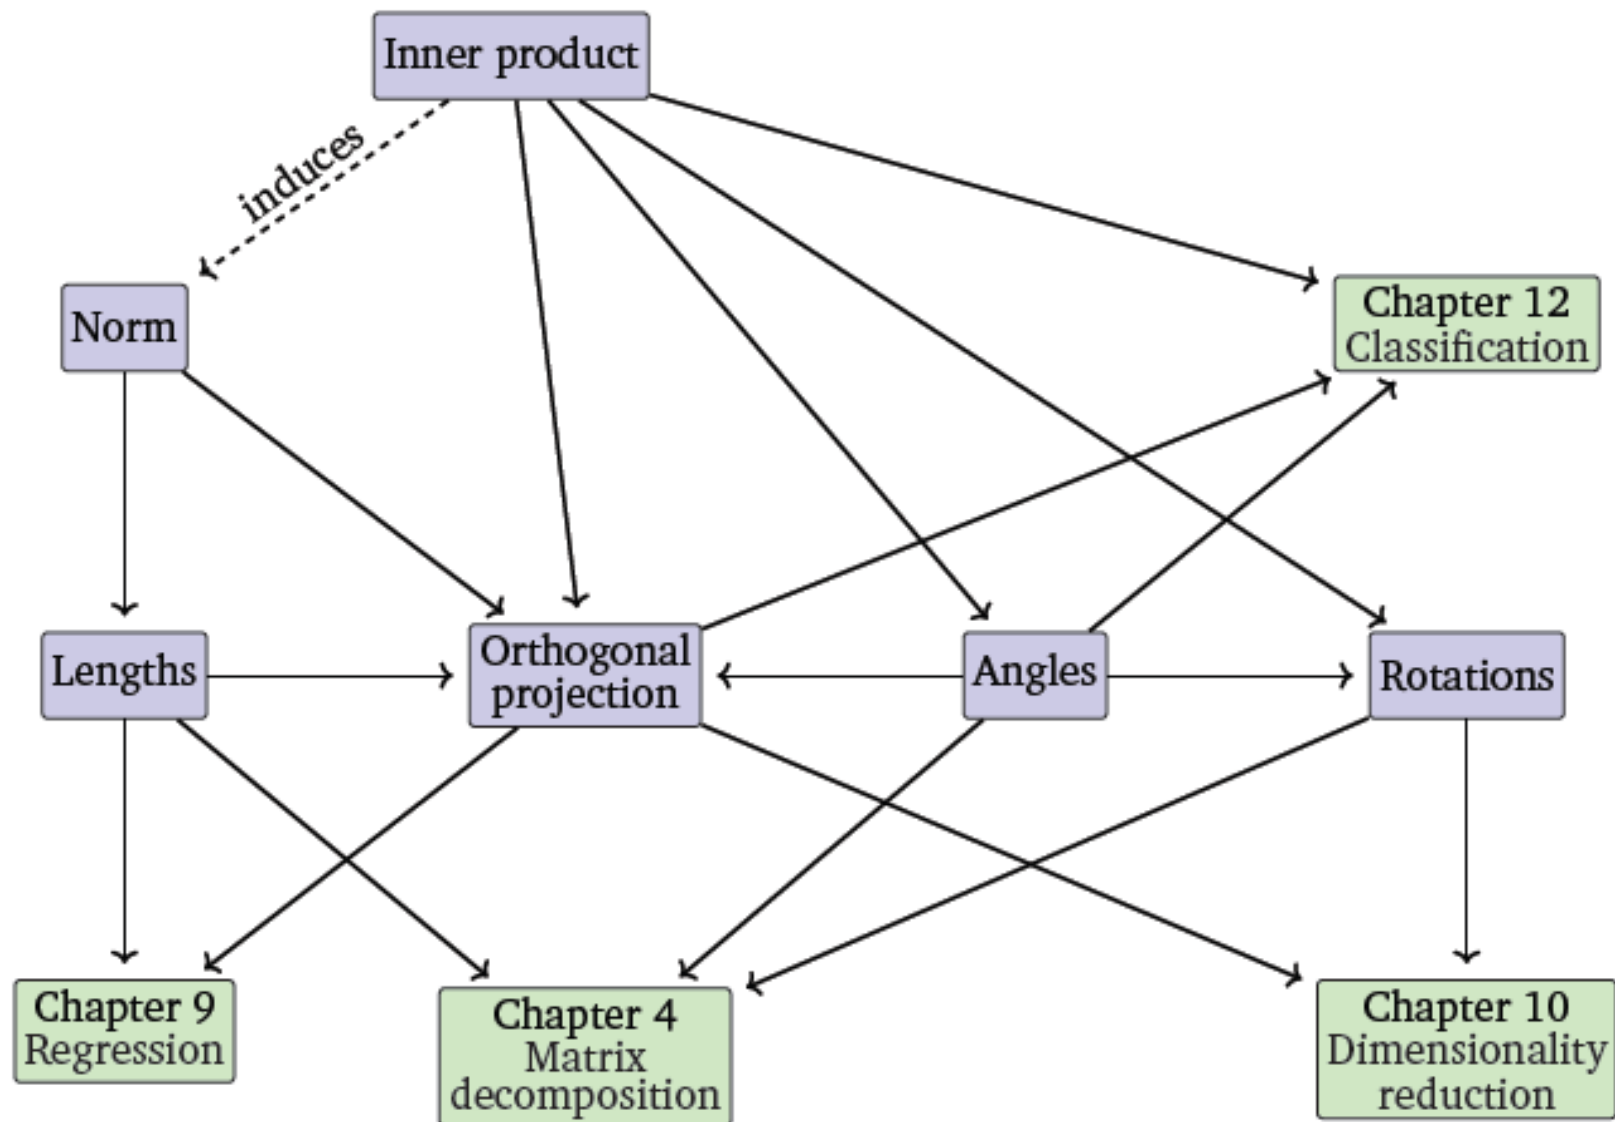 Inner product
induces
Norm
Chapter 12
Classification
Lengths
Orthogonal
projection
Angles
Rotations
Chapter 9
Regression
Chapter 4
Matrix
decomposition
Chapter 10
Dimensionality
reduction